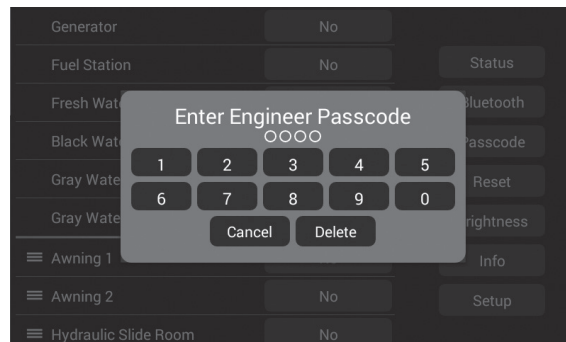 Generator No
Fuel Station No Status
Fresh Wat Bluetooth
Enter Engineer Passcode
Black Wat Passcode
1 2 3 4 5
Gray Wate Reset
6 7 8 9 0
Gray Wate rightness
Cancel Delete
Awning 1 Info
Awning 2 No Setup
Hydraulic Slide Room No